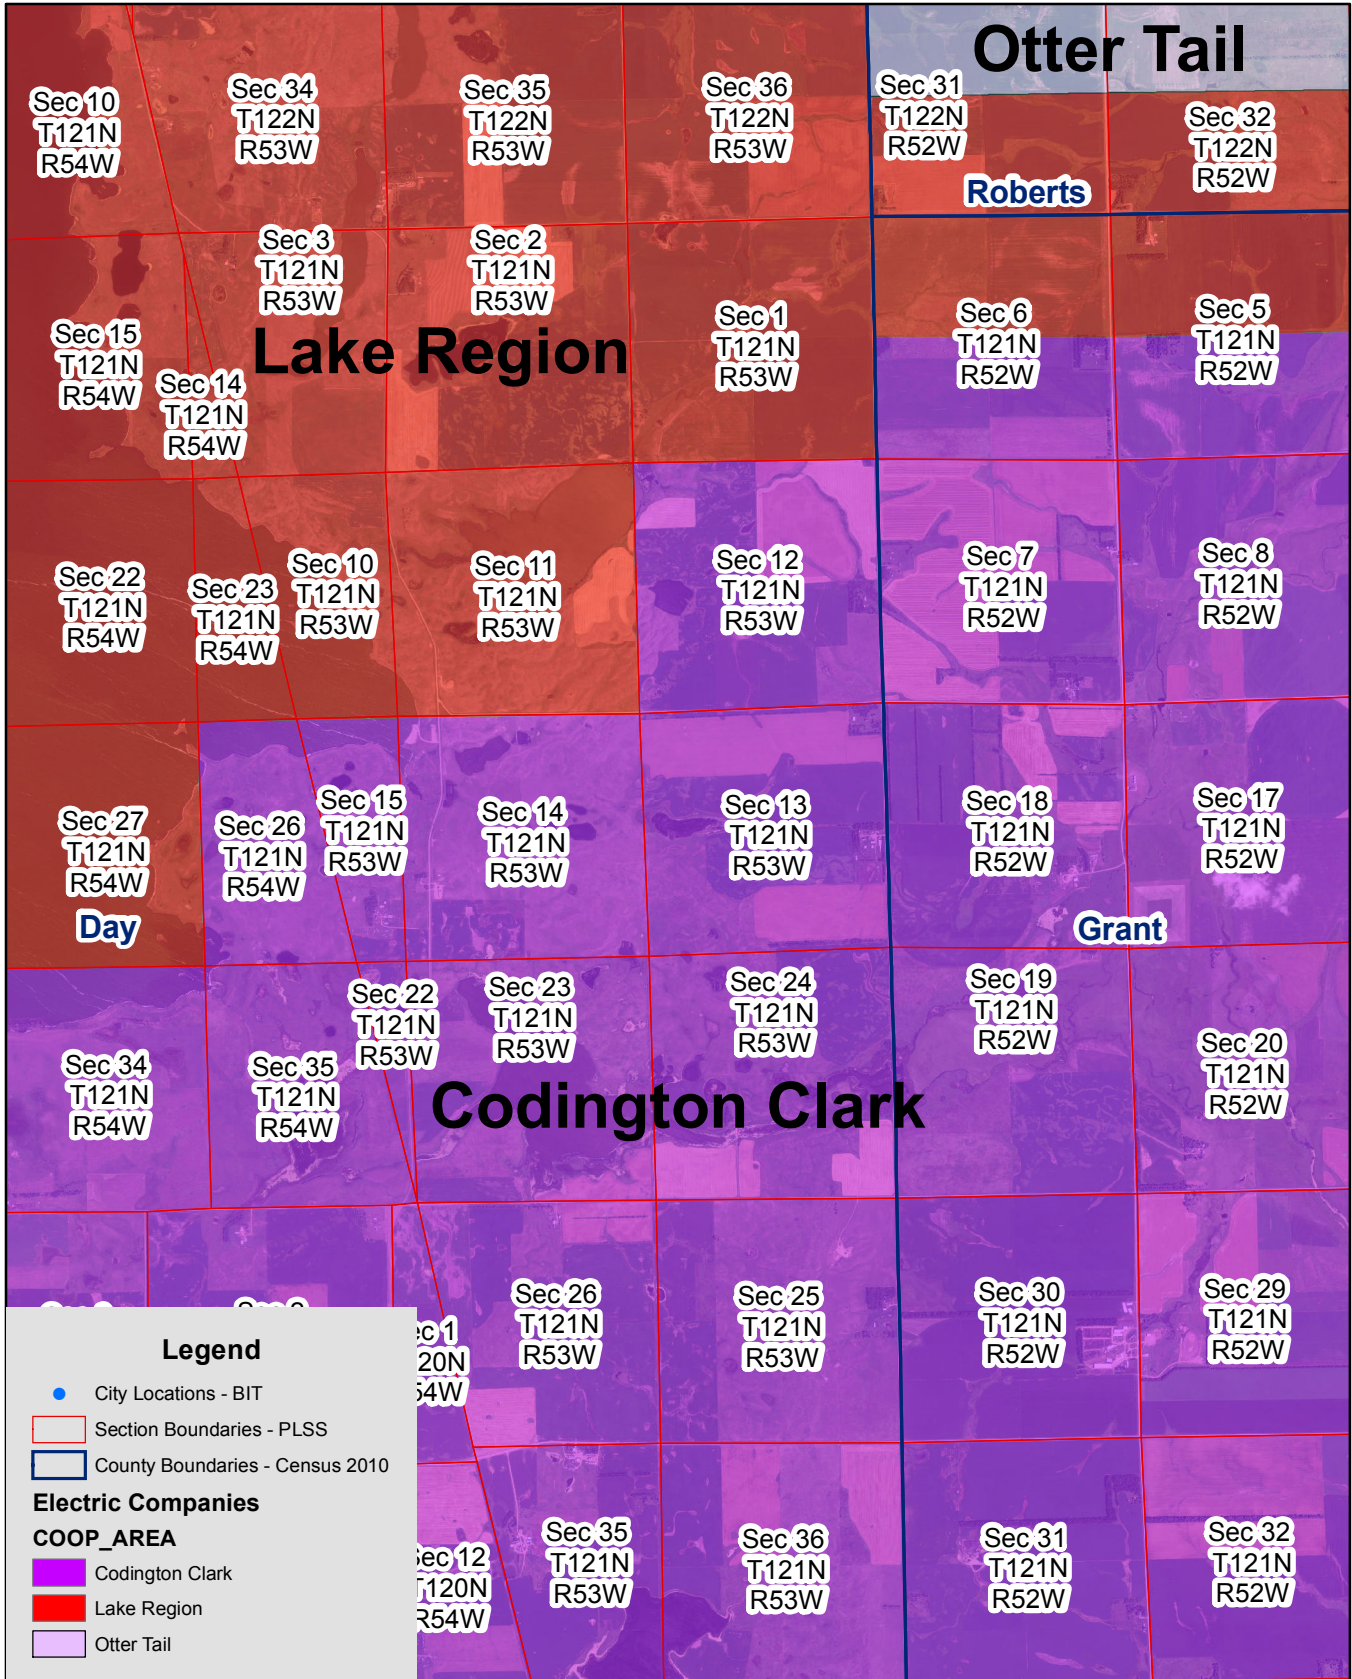 Otter Tail
Sec 10
T121N
R54W
Sec 34
T122N
R53W
Sec 35
T122N
R53W
Sec 36
T122N
R53W
Sec 31
T122N
R52W
Sec 32
T122N
R52W
Roberts
Sec 3
T121N
R53W
Sec 2
T121N
R53W
Sec 1
T121N
R53W
Sec 6
T121N
R52W
Sec 5
T121N
R52W
Sec 15
T121N
R54W
Lake Region
Sec 14
T121N
R54W
Sec 22
T121N
R54W
Sec 23
T121N
R54W
Sec 10
T121N
R53W
Sec 11
T121N
R53W
Sec 12
T121N
R53W
Sec 7
T121N
R52W
Sec 8
T121N
R52W
Sec 27
T121N
R54W
Day
Sec 26
T121N
R54W
Sec 15
T121N
R53W
Sec 14
T121N
R53W
Sec 13
T121N
R53W
Sec 18
T121N
R52W
Sec 17
T121N
R52W
Grant
Sec 34
T121N
R54W
Sec 35
T121N
R54W
Sec 22
T121N
R53W
Sec 23
T121N
R53W
Sec 24
T121N
R53W
Sec 19
T121N
R52W
Sec 20
T121N
R52W
Codington Clark
ec 1
20N
54W
Sec 26
T121N
R53W
Sec 25
T121N
R53W
Sec 30
T121N
R52W
Sec 29
T121N
R52W
Sec 12
T120N
R54W
Sec 35
T121N
R53W
Sec 36
T121N
R53W
Sec 31
T121N
R52W
Sec 32
T121N
R52W
Legend
City Locations - BIT
Section Boundaries - PLSS
County Boundaries - Census 2010
Electric Companies
COOP_AREA
Codington Clark
Lake Region
Otter Tail